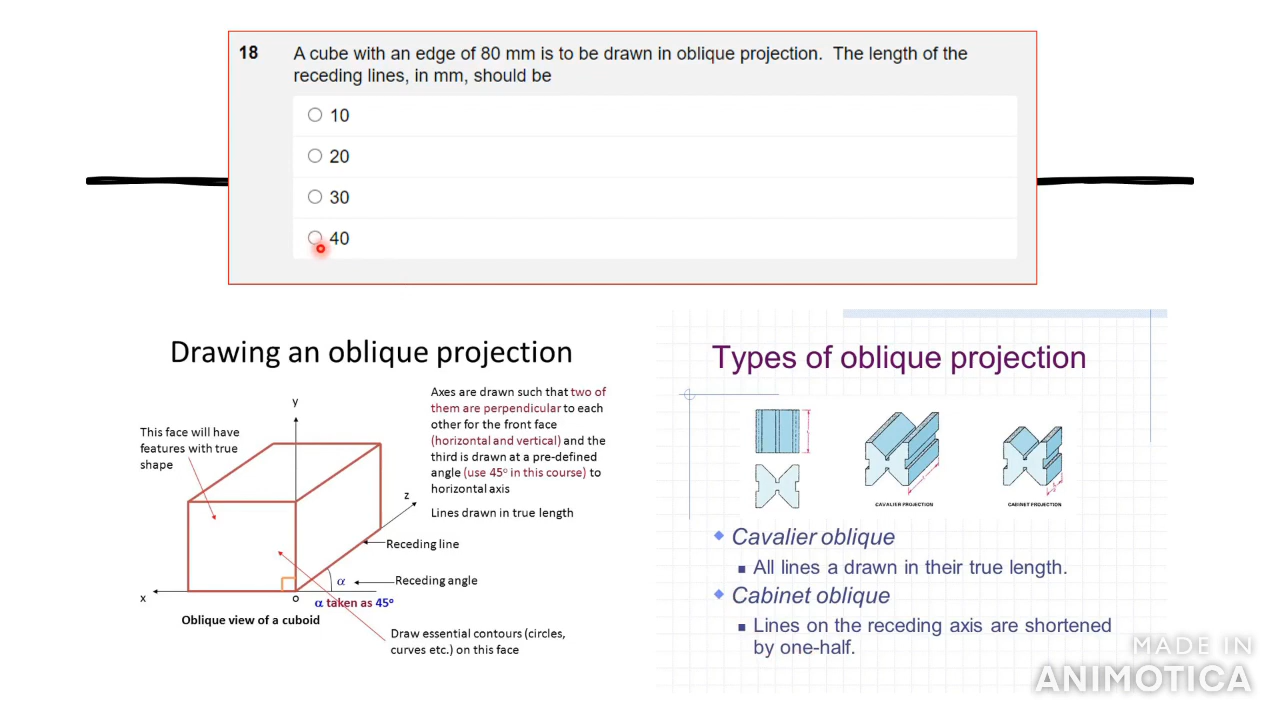 18
A cube with an edge of 80 mm is to be drawn in oblique projection. The length of the
receding lines, in mm, should be
10
20
30
40
Drawing an oblique projection
Axes are drawn such that two of
them are perpendicular to each
other for the front face
(horizontal and vertical) and the
third is drawn at a pre-defined
angle (use 45° in this course) to
horizontal axis
Lines drawn in true length
y
This face will have
features with true
shape
z
Receding line
α
Receding angle
x
o
α taken as 45°
Oblique view of a cuboid
Draw essential contours (circles,
curves etc.) on this face
Types of oblique projection
CAVALIER PROJECTION
CABINET PROJECTION
Cavalier oblique
All lines a drawn in their true length.
Cabinet oblique
Lines on the receding axis are shortened
by one-half.
MADE IN
ANIMOTICA